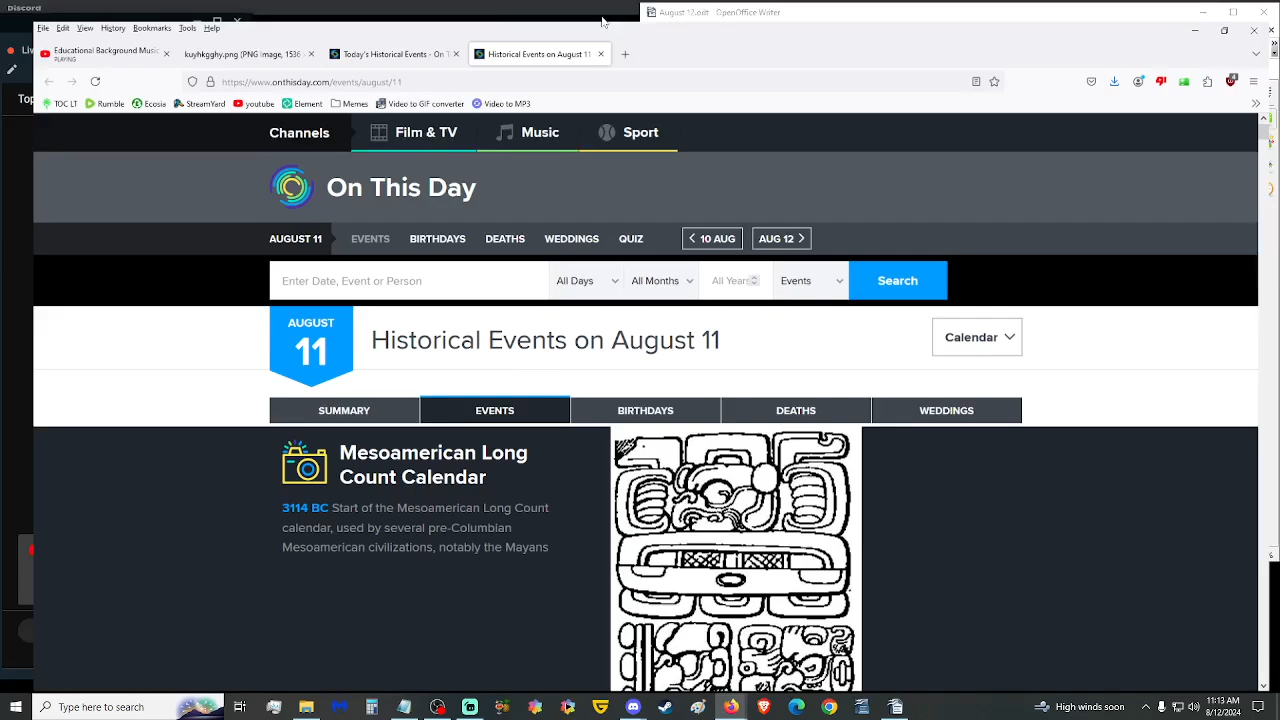 Discord
August 12.odt - OpenOffice Writer
File Edit View History Bookmarks Tools Help
Live
Educational Background Music
PLAYING
kuyhkgghy.png (PNG image, 1536
Today's Historical Events - On T
Historical Events on August 11
https://www.onthisday.com/events/august/11
TOC LT Rumble Ecosia StreamYard youtube Element Memes Video to GIF converter Video to MP3
Top
Channels Film & TV Music Sport
On This Day
AUGUST 11 EVENTS BIRTHDAYS DEATHS WEDDINGS QUIZ 10 AUG AUG 12
Enter Date, Event or Person All Days All Months All Years Events Search
AUGUST
11
Historical Events on August 11
Calendar
SUMMARY EVENTS BIRTHDAYS DEATHS WEDDINGS
Mesoamerican Long
Count Calendar
3114 BC Start of the Mesoamerican Long Count
calendar, used by several pre-Columbian
Mesoamerican civilizations, notably the Mayans
Type here to search
High wind soon
11:13 AM
8/12/2024